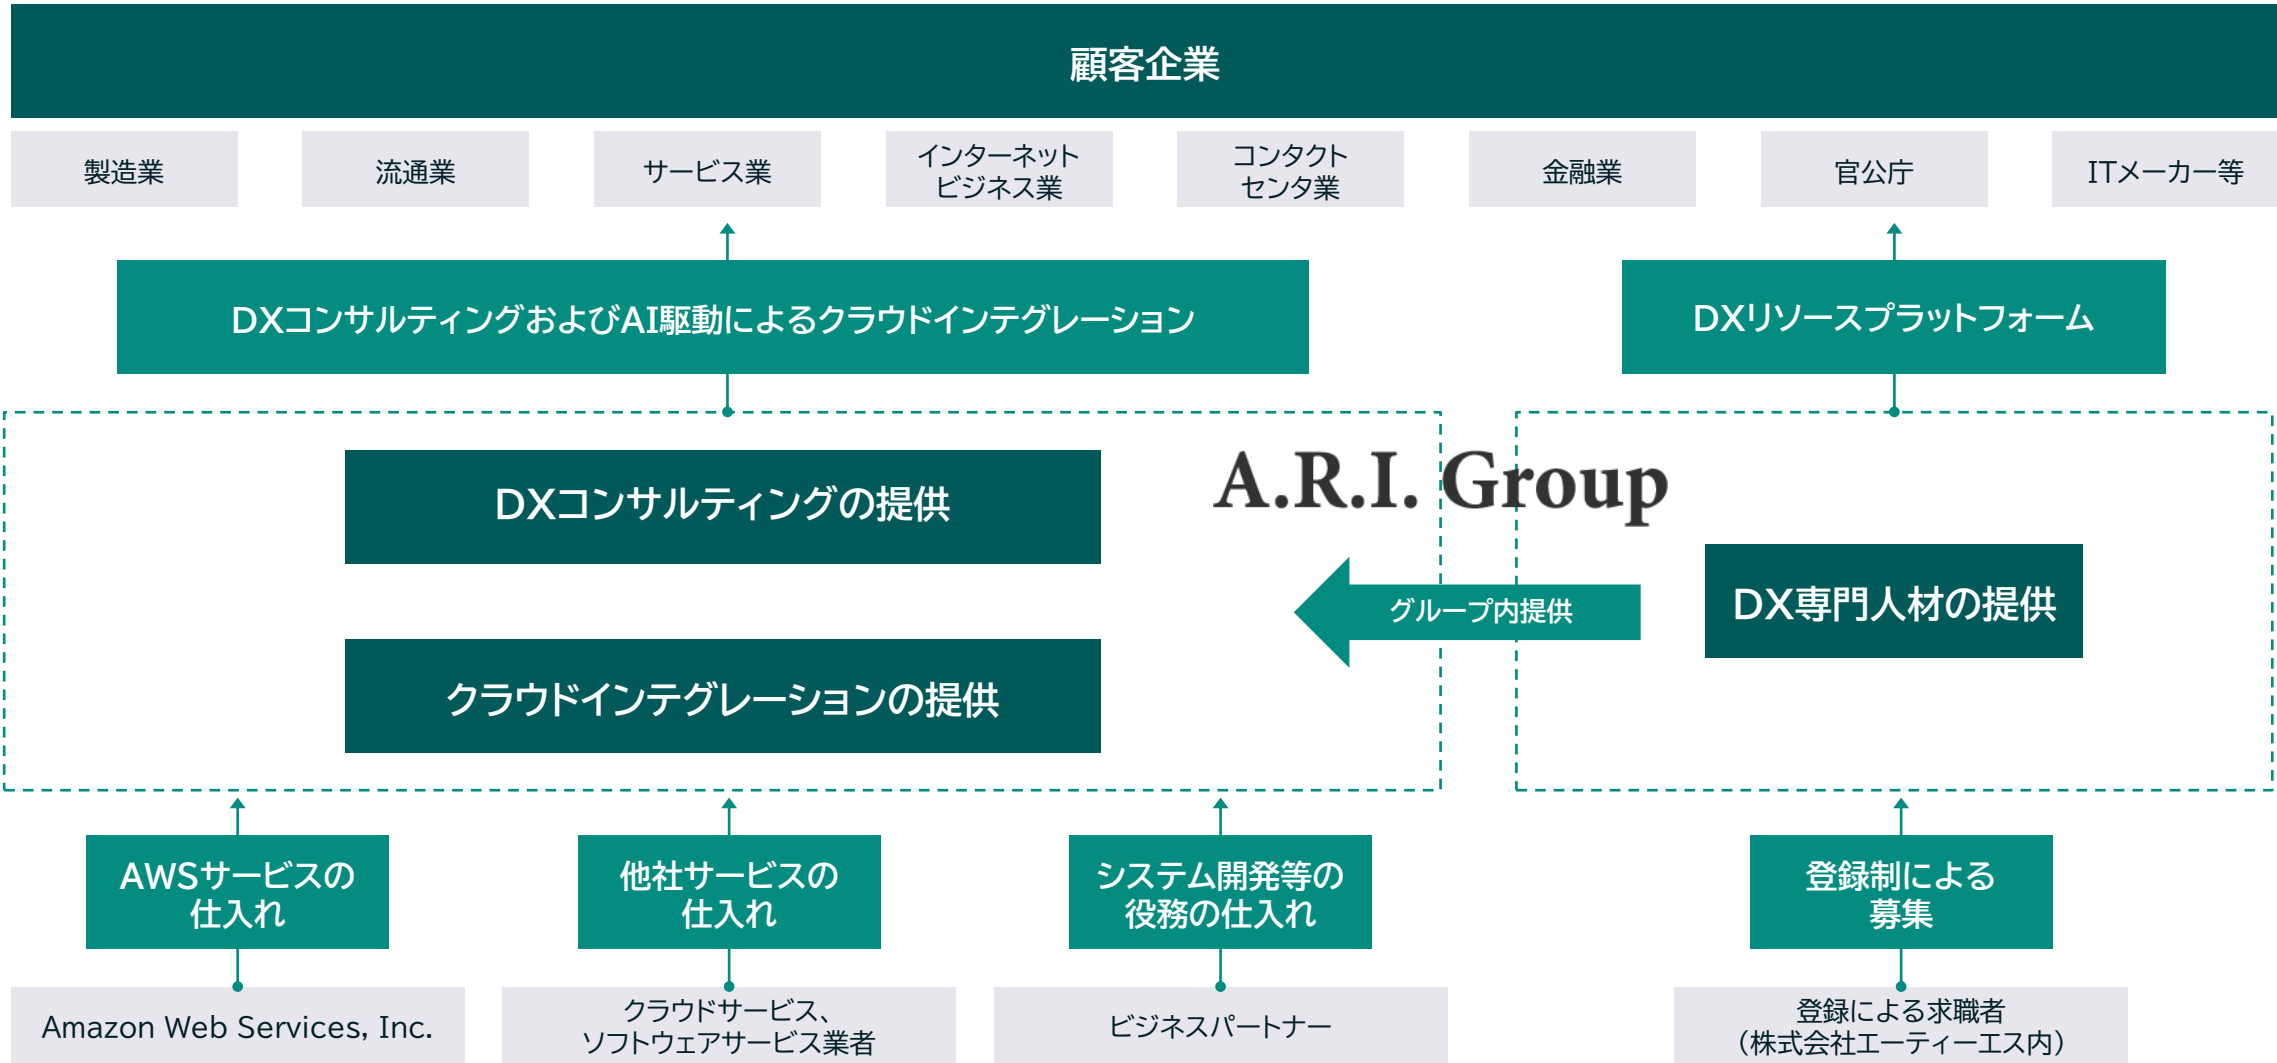 顧客企業
製造業
流通業
サービス業
インターネット
ビジネス業
コンタクト
センタ業
金融業
官公庁
ITメーカー等
DXコンサルティングおよびAI駆動によるクラウドインテグレーション
DXリソースプラットフォーム
A.R.I. Group
DXコンサルティングの提供
クラウドインテグレーションの提供
グループ内提供
DX専門人材の提供
AWSサービスの
仕入れ
他社サービスの
仕入れ
システム開発等の
役務の仕入れ
登録制による
募集
Amazon Web Services, Inc.
クラウドサービス、
ソフトウェアサービス業者
ビジネスパートナー
登録による求職者
（株式会社エーティーエス内）